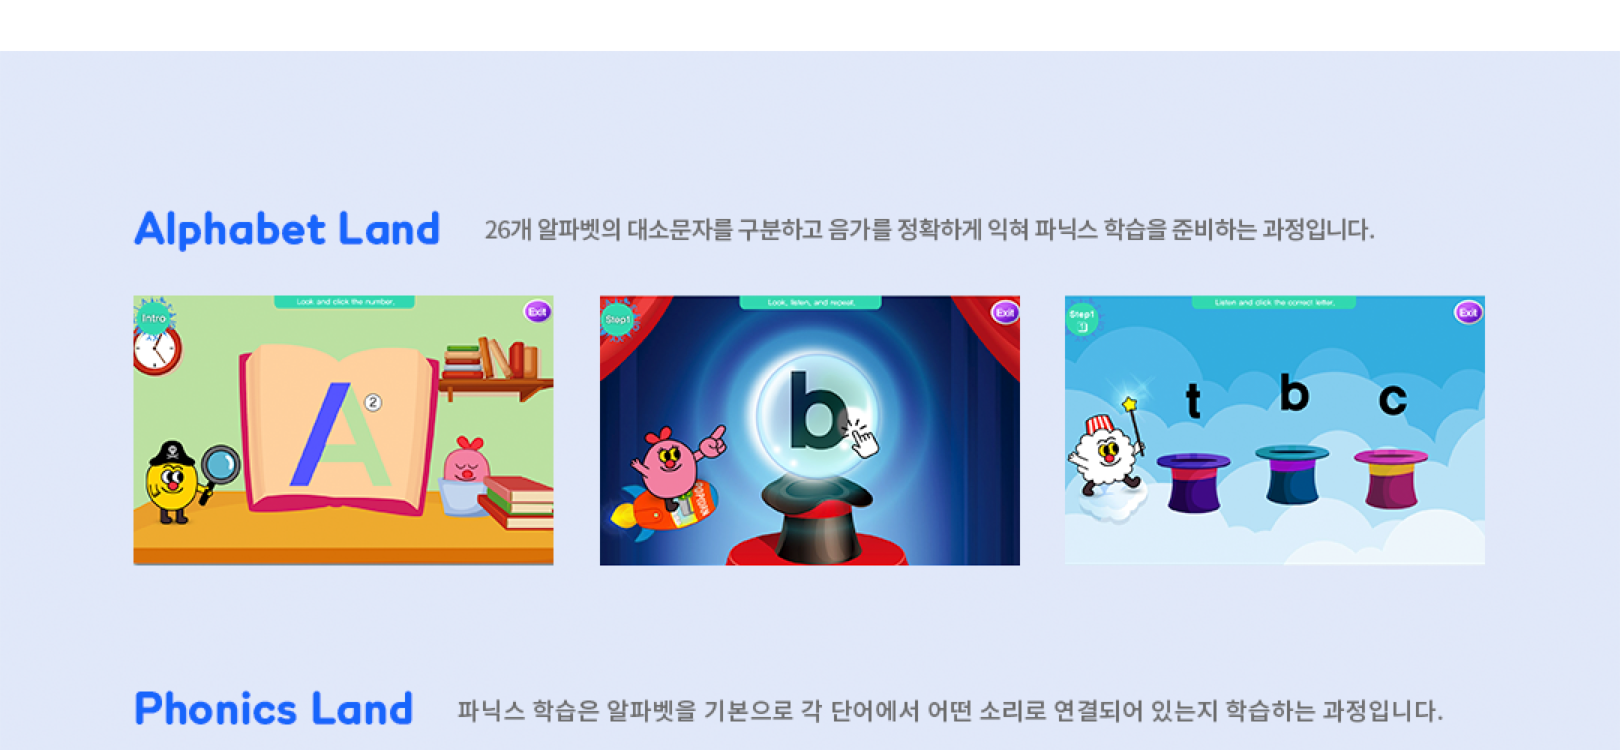 Alphabet Land
26개 알파벳의 대소문자를 구분하고 음가를 정확하게 익혀 파닉스 학습을 준비하는 과정입니다.
Look and click the number.
Intro
Exit
A
2
Look, listen, and repeat.
Step1
Exit
b
Listen and click the correct letter.
Step1
1
Exit
t b c
Phonics Land
파닉스 학습은 알파벳을 기본으로 각 단어에서 어떤 소리로 연결되어 있는지 학습하는 과정입니다.